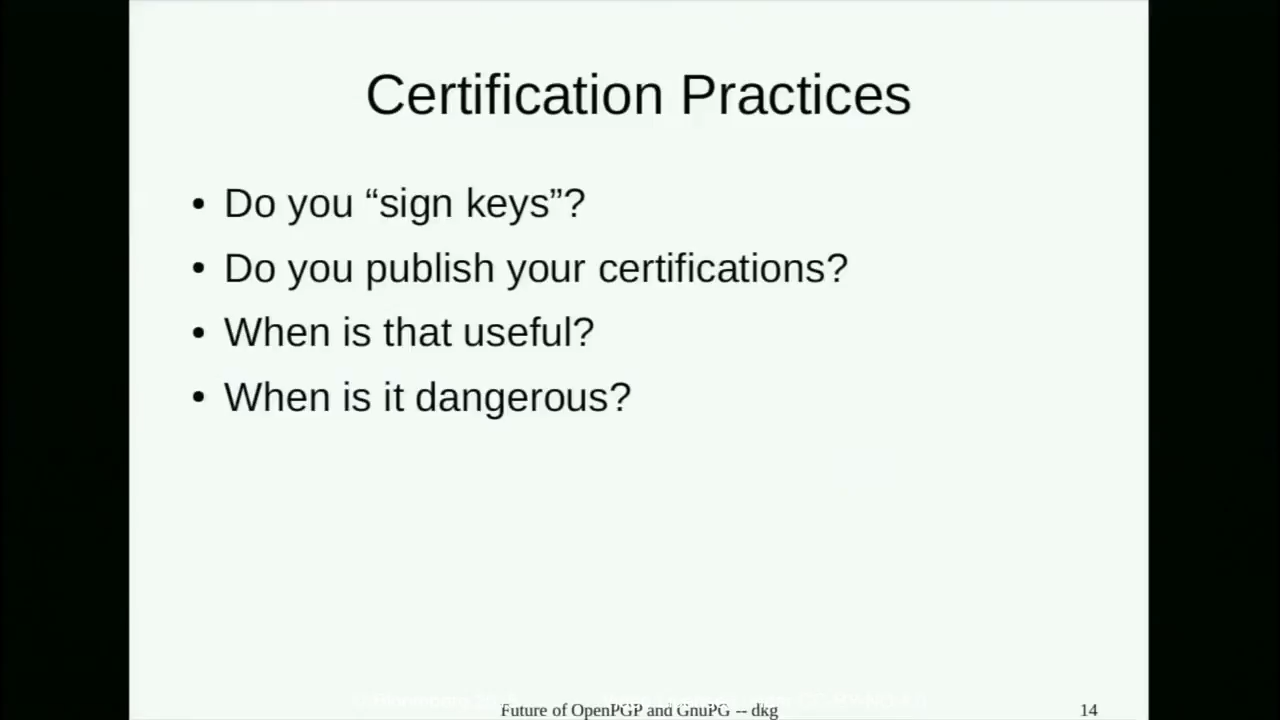 Certification Practices
• Do you “sign keys”?
• Do you publish your certifications?
• When is that useful?
• When is it dangerous?
Future of OpenPGP and GnuPG -- dkg
14